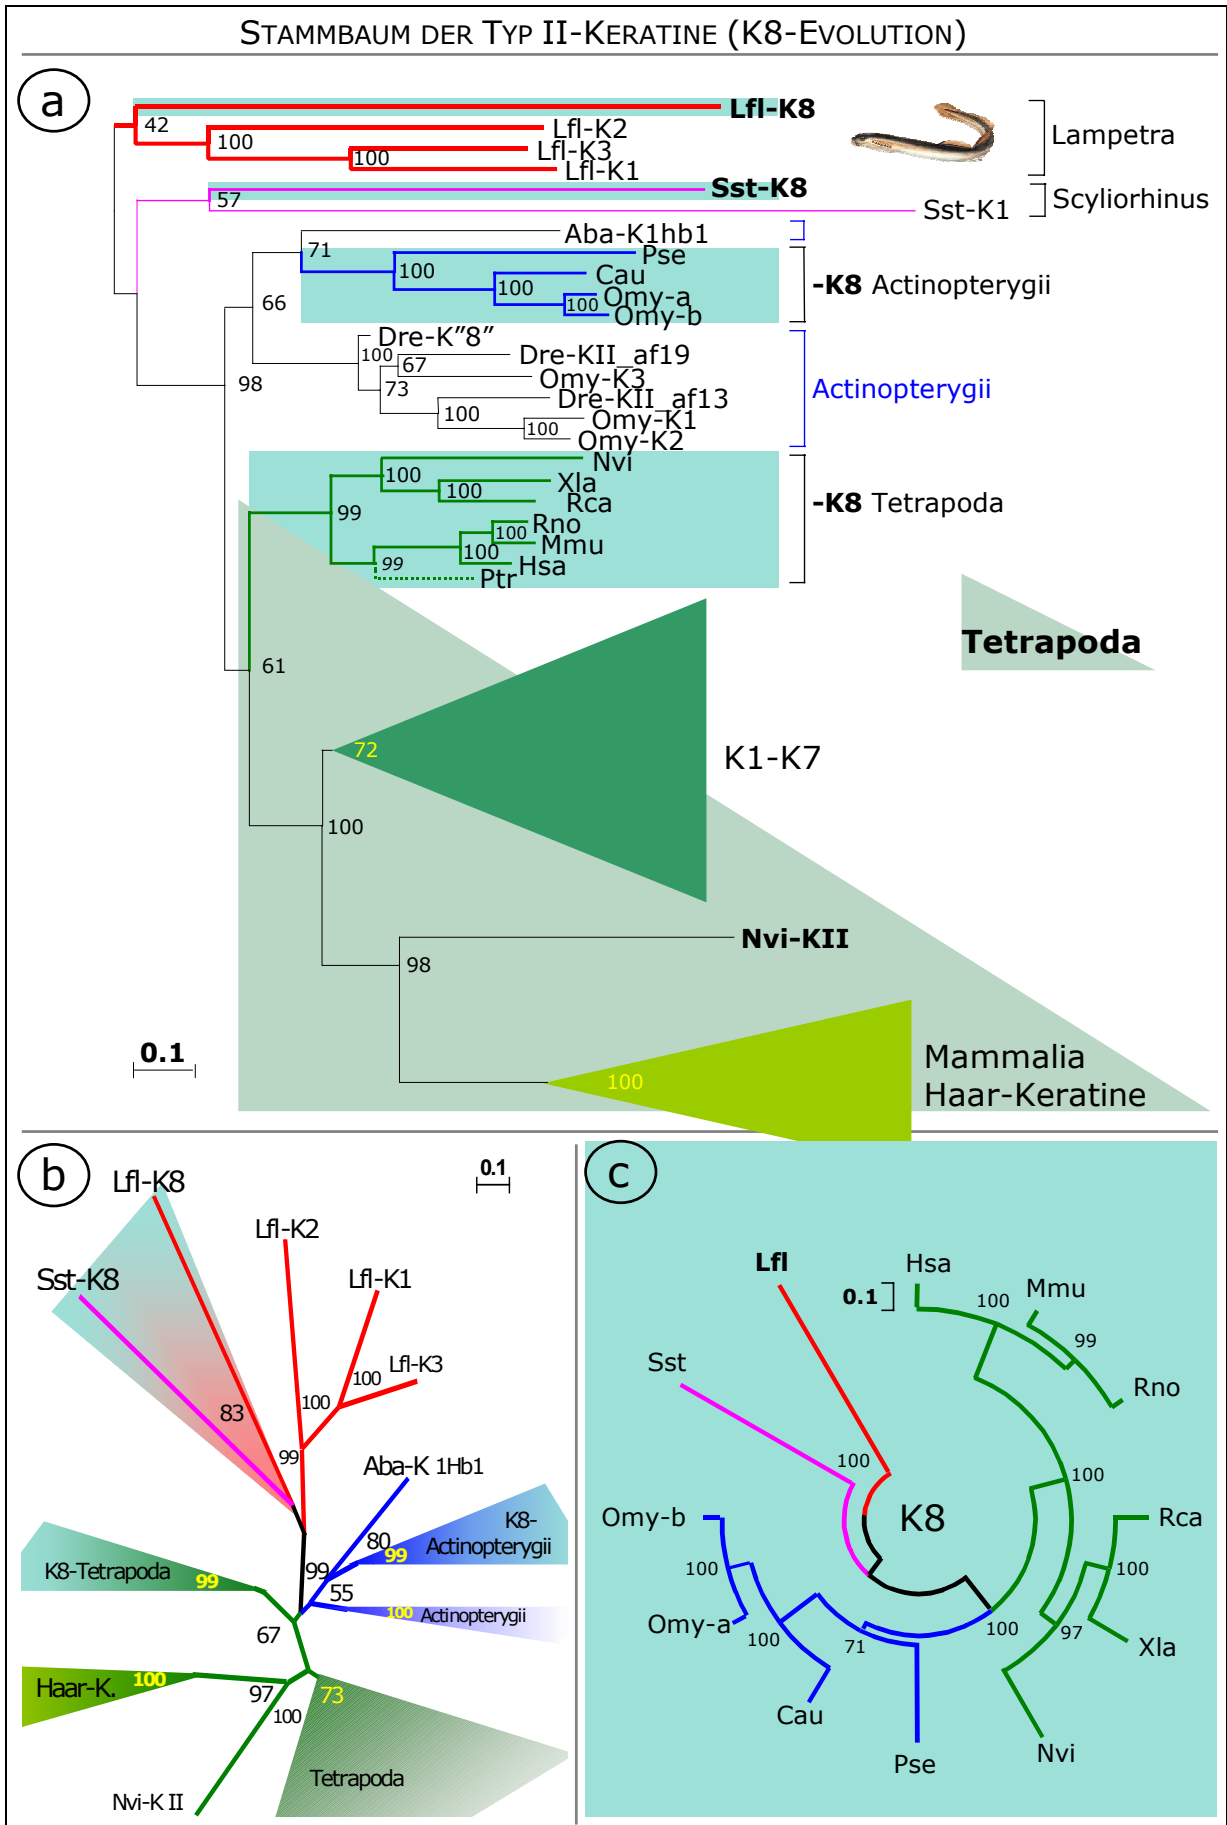 STAMMBAUM DER TYP II-KERATINE (K8-EVOLUTION)
a
Lfl-K8
42
Lfl-K2
100
Lfl-K3
100
Lfl-K1
Lampetra
Sst-K8
57
Sst-K1
Scyliorhinus
Aba-K1hb1
71
Pse
100
Cau
100
Omy-a
100
Omy-b
-K8 Actinopterygii
66
Dre-K"8"
100
Dre-KII_af19
67
Omy-K3
73
Dre-KII_af13
100
Omy-K1
100
Omy-K2
Actinopterygii
98
Nvi
100
Xla
100
Rca
99
Rno
100
Mmu
100
Hsa
99
Ptr
-K8 Tetrapoda
Tetrapoda
61
72
K1-K7
100
Nvi-KII
98
0.1
100
Mammalia
Haar-Keratine
b
0.1
Lfl-K8
Lfl-K2
Sst-K8
Lfl-K1
Lfl-K3
100
100
83
99
Aba-K 1Hb1
80
99
K8-
Actinopterygii
99
K8-Tetrapoda
99
55
100
Actinopterygii
67
Haar-K.
100
97
100
73
Tetrapoda
Nvi-K II
c
Lfl
Hsa
0.1
100
Mmu
99
Rno
Sst
100
100
K8
Omy-b
Rca
100
100
Omy-a
100
71
100
97
Xla
Cau
Pse
Nvi